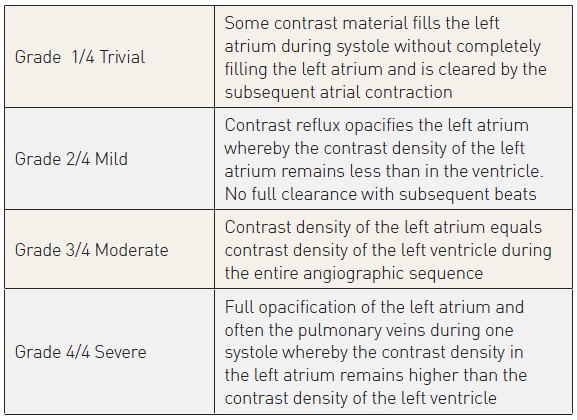 Grade 1/4 Trivial
Some contrast material fills the left
atrium during systole without completely
filling the left atrium and is cleared by the
subsequent atrial contraction
Grade 2/4 Mild
Contrast reflux opacifies the left atrium
whereby the contrast density of the left
atrium remains less than in the ventricle.
No full clearance with subsequent beats
Grade 3/4 Moderate
Contrast density of the left atrium equals
contrast density of the left ventricle during
the entire angiographic sequence
Grade 4/4 Severe
Full opacification of the left atrium and
often the pulmonary veins during one
systole whereby the contrast density in
the left atrium remains higher than the
contrast density of the left ventricle